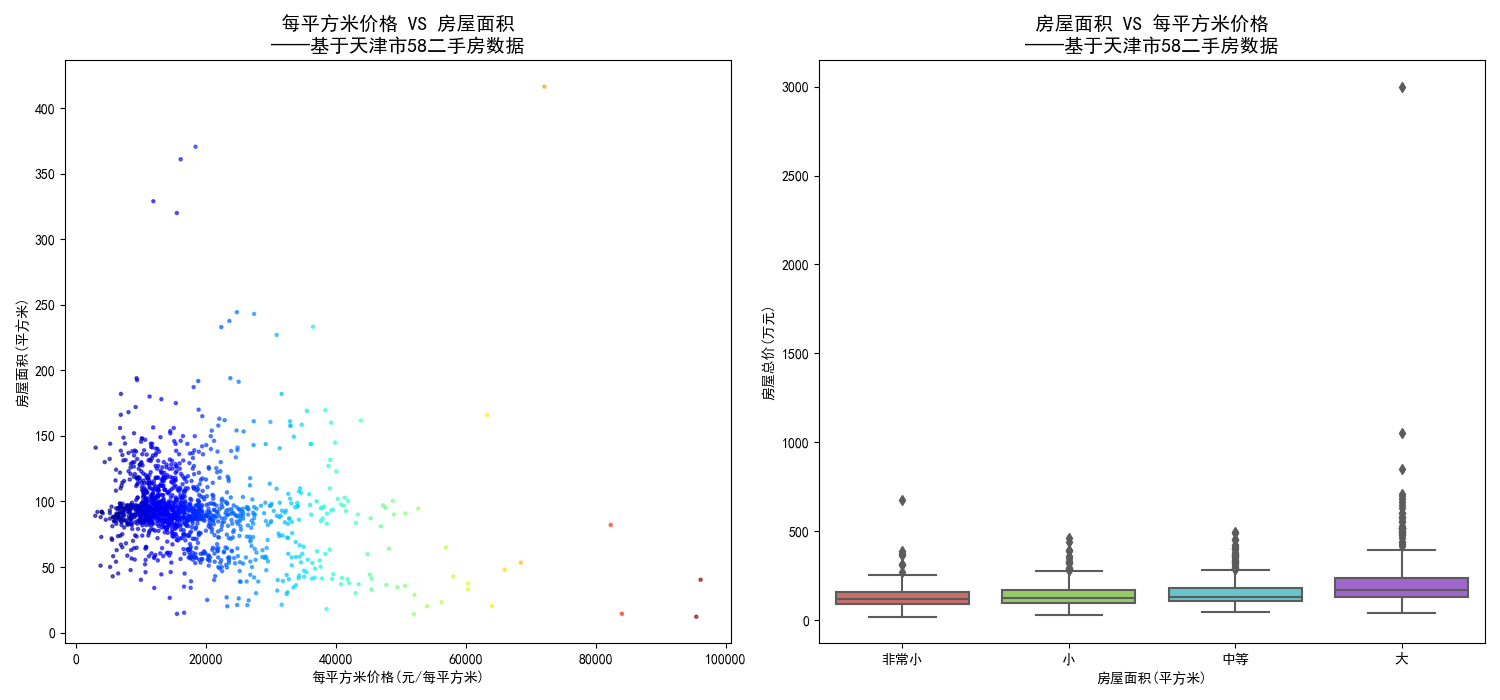 每平方米价格 VS 房屋面积
——基于天津市58二手房数据
400
350
300
250
200
150
100
50
0
房屋面积(平方米)
0 20000 40000 60000 80000 100000
每平方米价格(元/每平方米)
房屋面积 VS 每平方米价格
——基于天津市58二手房数据
3000
2500
2000
1500
1000
500
0
房屋总价(万元)
非常小 小 中等 大
房屋面积(平方米)